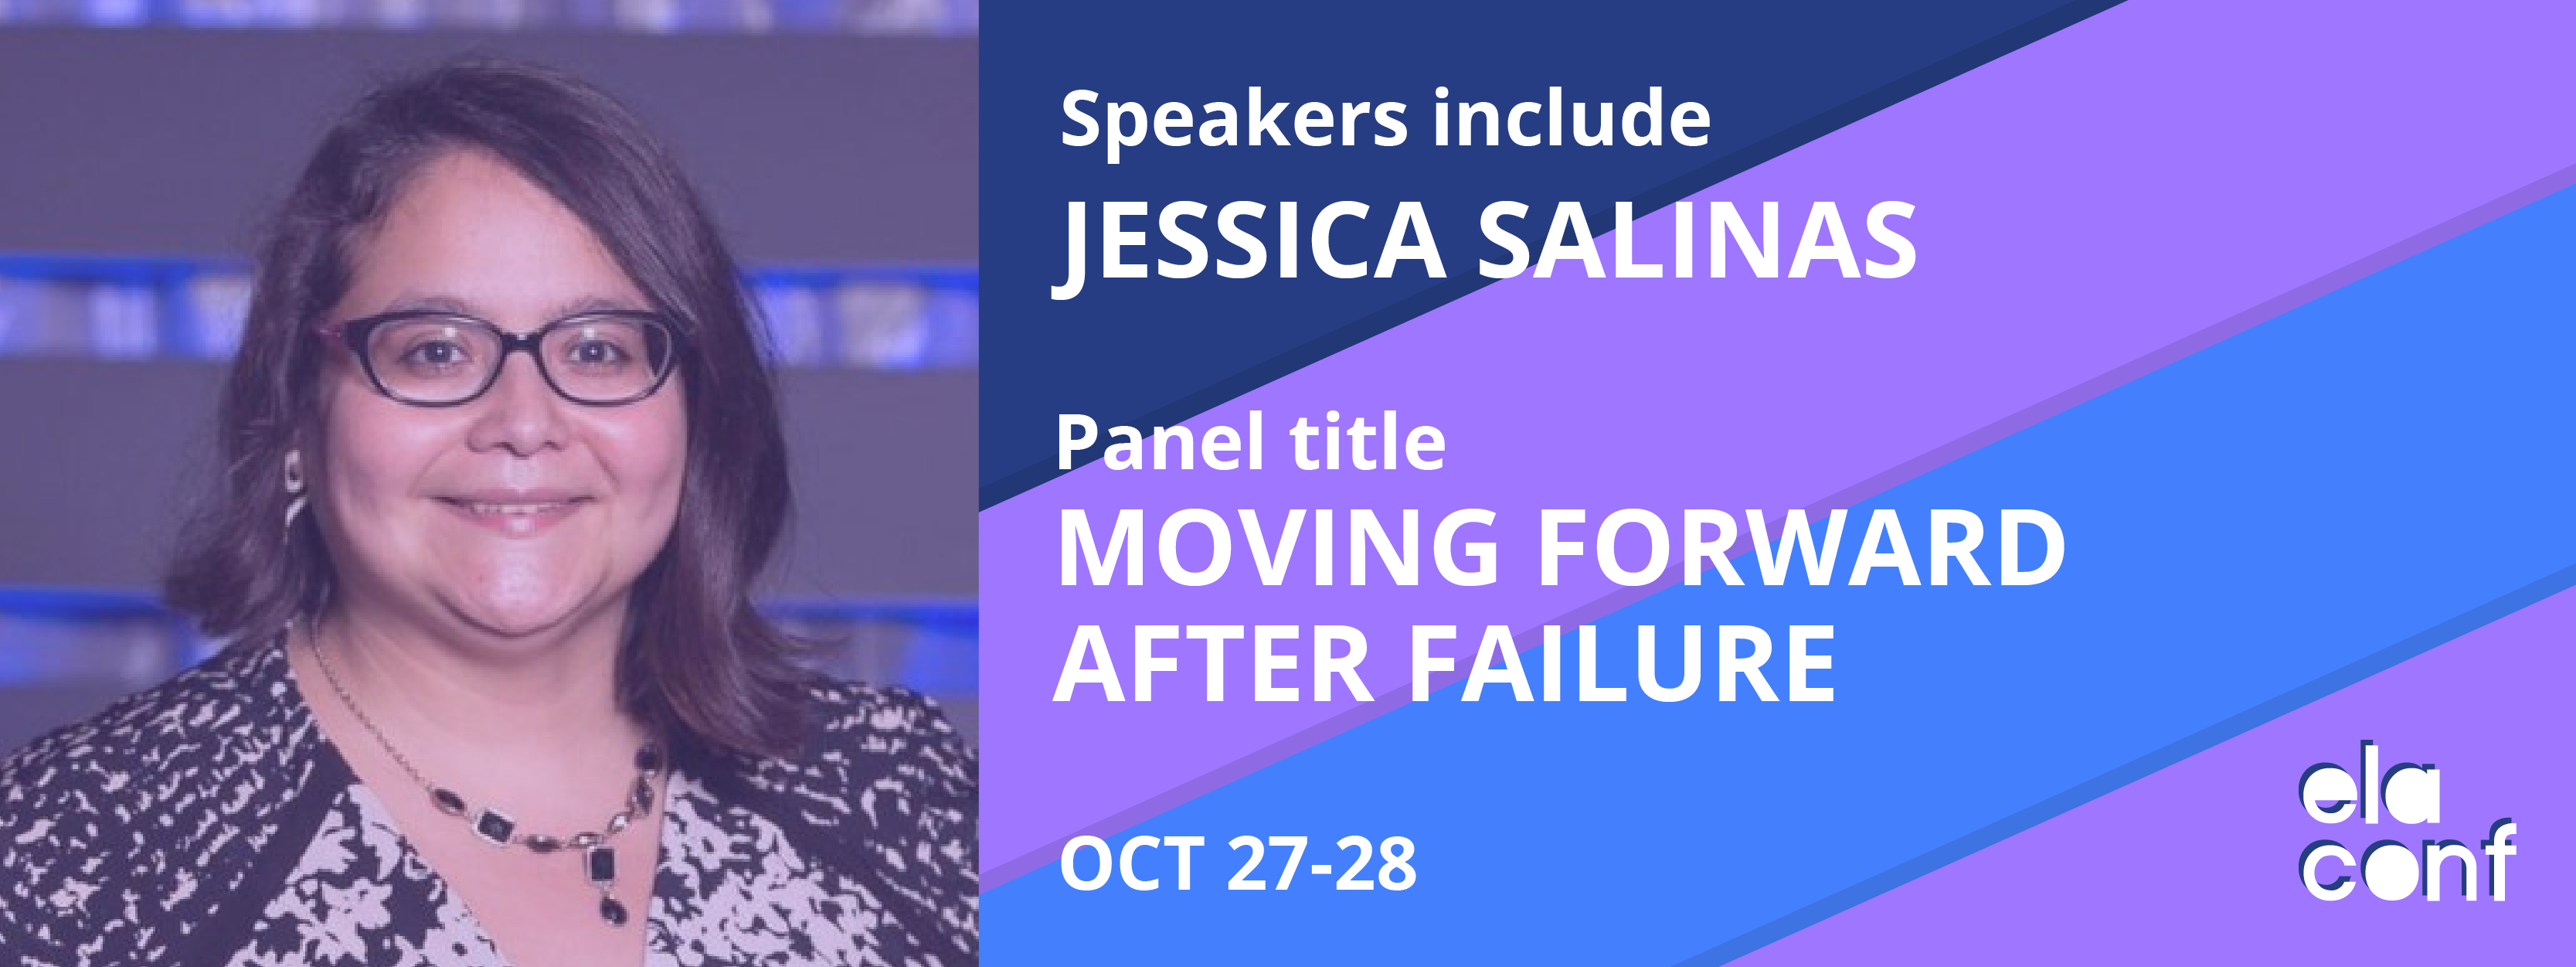 Speakers include
JESSICA SALINAS
Panel title
MOVING FORWARD
AFTER FAILURE
OCT 27-28
ela
conf